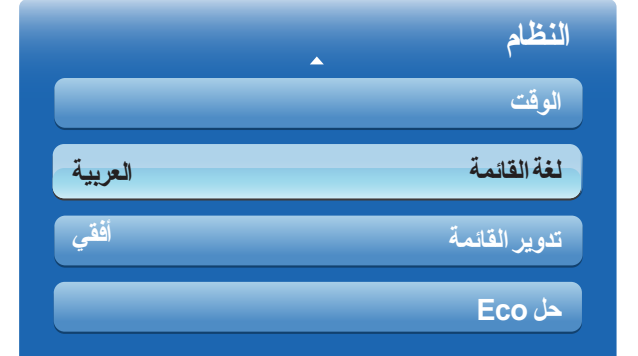 النظام
الوقت
لغة القائمة العربية
تدوير القائمة أفقي
حل Eco